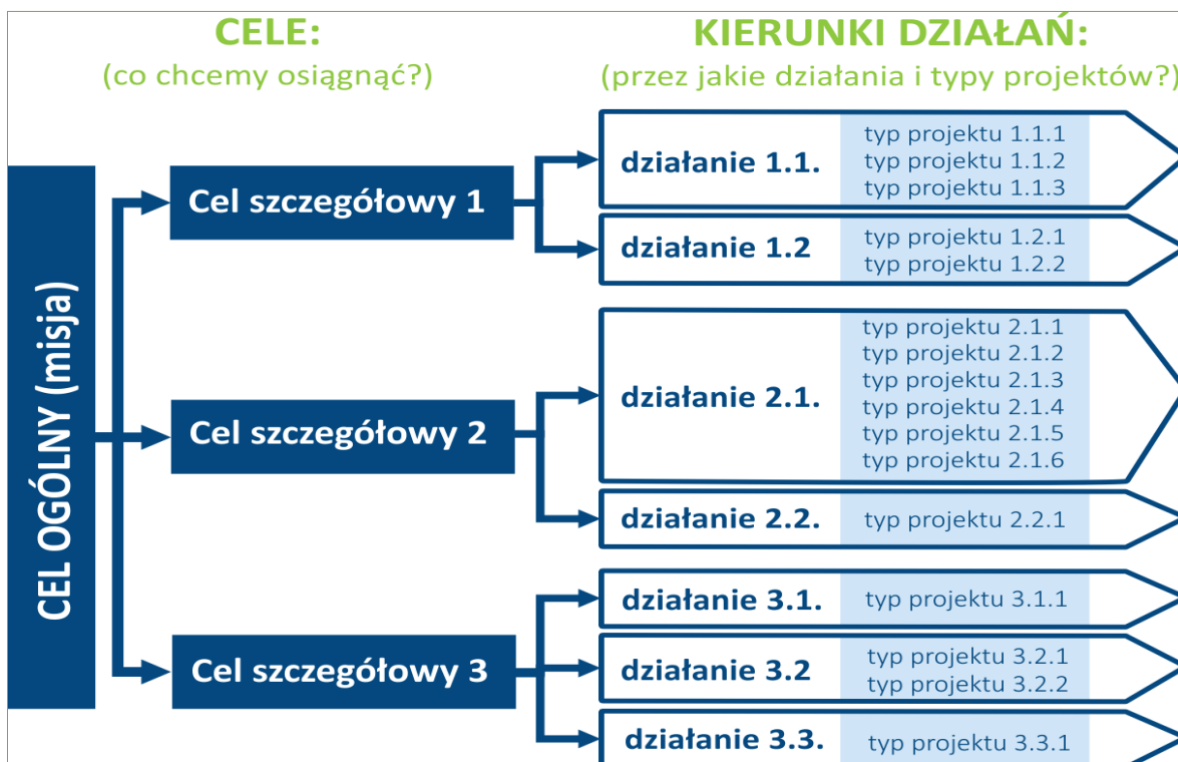 CELE:
(co chcemy osiągnąć?)
KIERUNKI DZIAŁAŃ:
(przez jakie działania i typy projektów?)
CEL OGÓLNY (misja)
Cel szczegółowy 1
działanie 1.1.
typ projektu 1.1.1
typ projektu 1.1.2
typ projektu 1.1.3
działanie 1.2
typ projektu 1.2.1
typ projektu 1.2.2
Cel szczegółowy 2
działanie 2.1.
typ projektu 2.1.1
typ projektu 2.1.2
typ projektu 2.1.3
typ projektu 2.1.4
typ projektu 2.1.5
typ projektu 2.1.6
działanie 2.2.
typ projektu 2.2.1
Cel szczegółowy 3
działanie 3.1.
typ projektu 3.1.1
działanie 3.2
typ projektu 3.2.1
typ projektu 3.2.2
działanie 3.3.
typ projektu 3.3.1